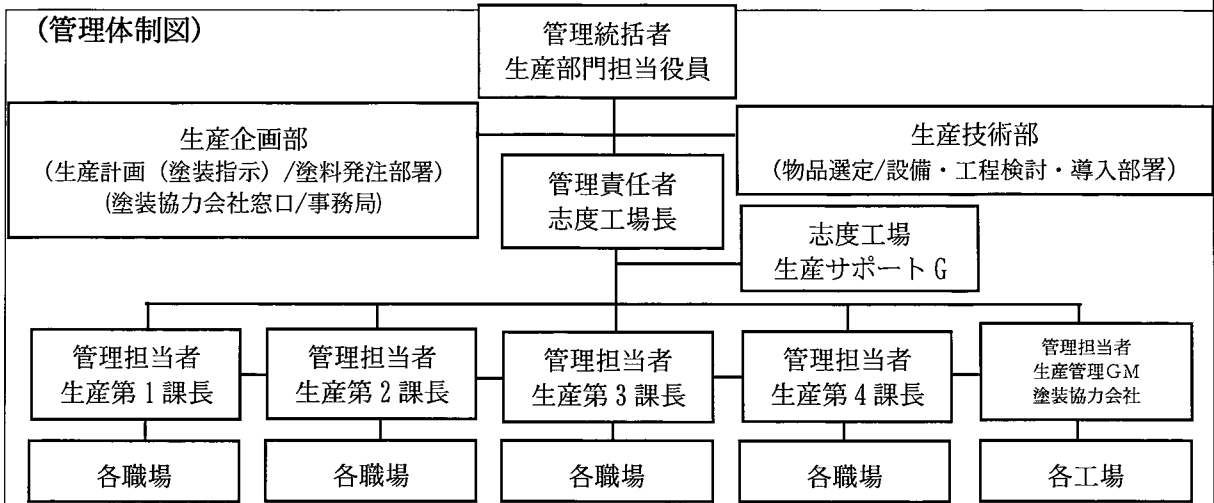 (管理体制図)
管理統括者
生産部門担当役員
生産企画部
(生産計画（塗装指示）/塗料発注部署)
(塗装協力会社窓口/事務局)
生産技術部
(物品選定/設備・工程検討・導入部署)
管理責任者
志度工場長
志度工場
生産サポートG
管理担当者
生産第1課長
管理担当者
生産第2課長
管理担当者
生産第3課長
管理担当者
生産第4課長
管理担当者
生産管理GM
塗装協力会社
各職場
各職場
各職場
各職場
各工場